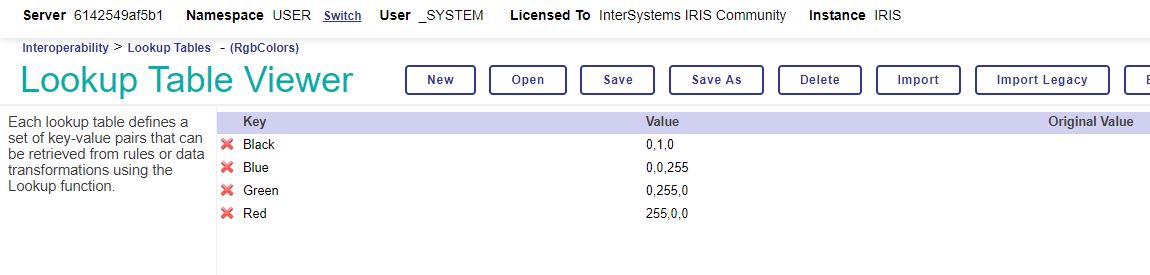 Server 6142549af5b1 Namespace USER Switch User _SYSTEM Licensed To InterSystems IRIS Community Instance IRIS
Interoperability > Lookup Tables - (RgbColors)
Lookup Table Viewer New Open Save Save As Delete Import Import Legacy E
Each lookup table defines a
set of key-value pairs that can
be retrieved from rules or data
transformations using the
Lookup function.
Key Value Original Value
Black 0,1,0
Blue 0,0,255
Green 0,255,0
Red 255,0,0